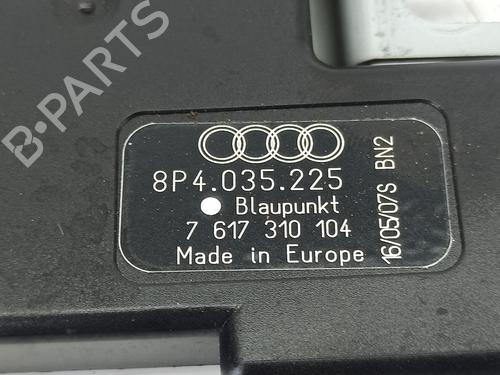 B-PARTS
8P4.035.225
Blaupunkt
7 617 310 104
Made in Europe
16/05/07S BN2